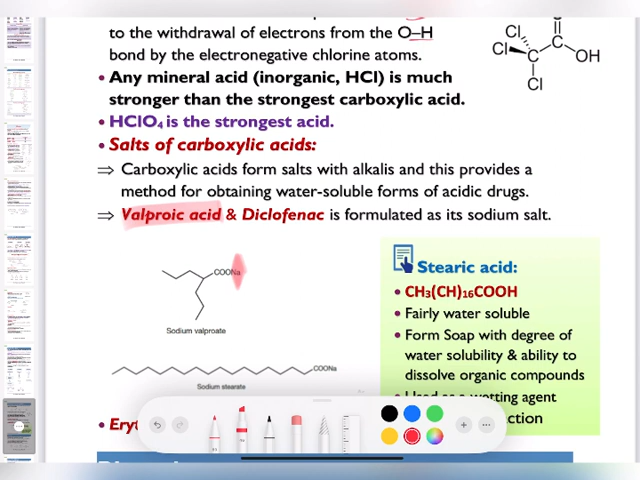 to the withdrawal of electrons from the O–H
bond by the electronegative chlorine atoms.
Cl
Cl
C
C
OH
Cl
• Any mineral acid (inorganic, HCl) is much
stronger than the strongest carboxylic acid.
• HClO₄ is the strongest acid.
• Salts of carboxylic acids:
⇒ Carboxylic acids form salts with alkalis and this provides a
method for obtaining water-soluble forms of acidic drugs.
⇒ Valproic acid & Diclofenac is formulated as its sodium salt.
COONa
Sodium valproate
COONa
Sodium stearate
Stearic acid:
• CH₃(CH)₁₆COOH
• Fairly water soluble
• Form Soap with degree of
water solubility & ability to
dissolve organic compounds
• Used as a wetting agent